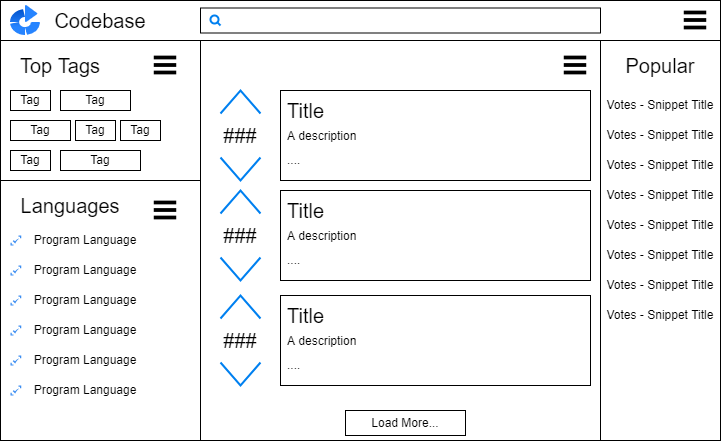 Codebase
Top Tags
Tag Tag
Tag Tag Tag
Tag Tag
Languages
Program Language
Program Language
Program Language
Program Language
Program Language
Program Language
Title
A description
....
###
Title
A description
....
###
Title
A description
....
###
Load More...
Popular
Votes - Snippet Title
Votes - Snippet Title
Votes - Snippet Title
Votes - Snippet Title
Votes - Snippet Title
Votes - Snippet Title
Votes - Snippet Title
Votes - Snippet Title